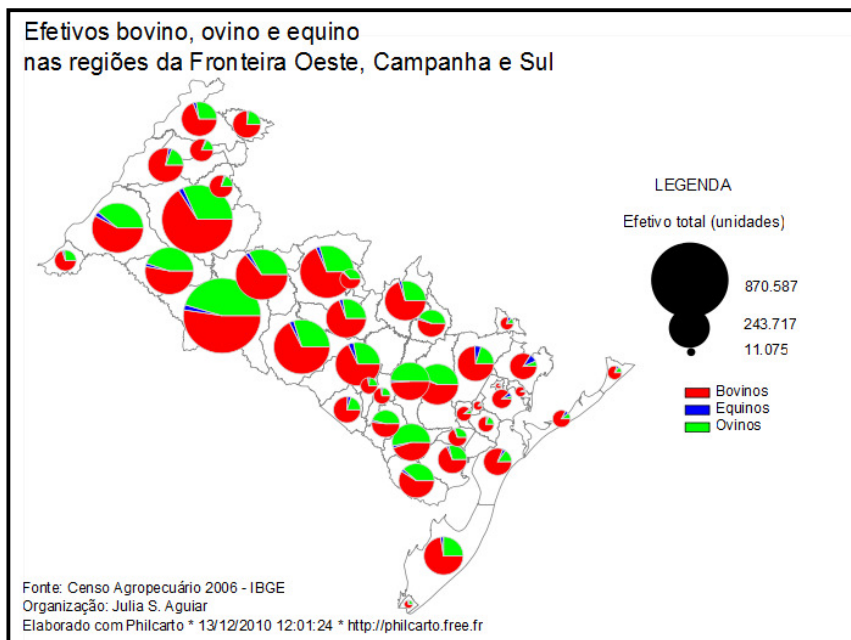 Efetivos bovino, ovino e equino
nas regiões da Fronteira Oeste, Campanha e Sul
LEGENDA
Efetivo total (unidades)
870.587
243.717
11.075
Bovinos
Equinos
Ovinos
Fonte: Censo Agropecuário 2006 - IBGE
Organização: Julia S. Aguiar
Elaborado com Philcarto * 13/12/2010 12:01:24 * http://philcarto.free.fr